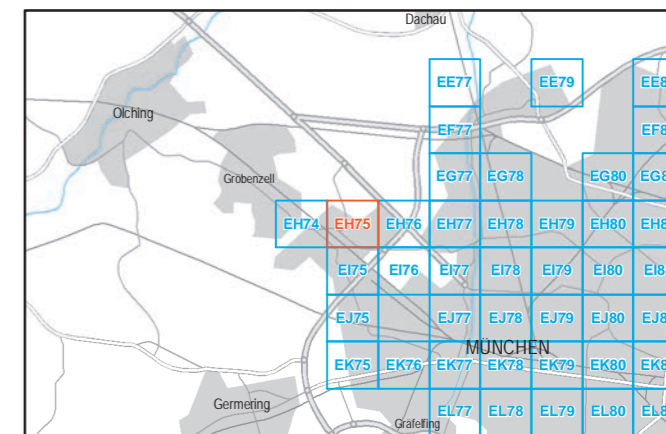 Dachau
EE77 EE79 EE8
Olching
EF77 EF8
Gröbenzell
EG77 EG78 EG80 EG8
EH74 EH75 EH76 EH77 EH78 EH79 EH80 EH8
EI75 EI76 EI77 EI78 EI79 EI80 EI8
EJ75 EJ77 EJ78 EJ79 EJ80 EJ8
MÜNCHEN
EK75 EK76 EK77 EK78 EK79 EK80 EK8
Germering
EL77 EL78 EL79 EL80 EL8
Gräfelfing